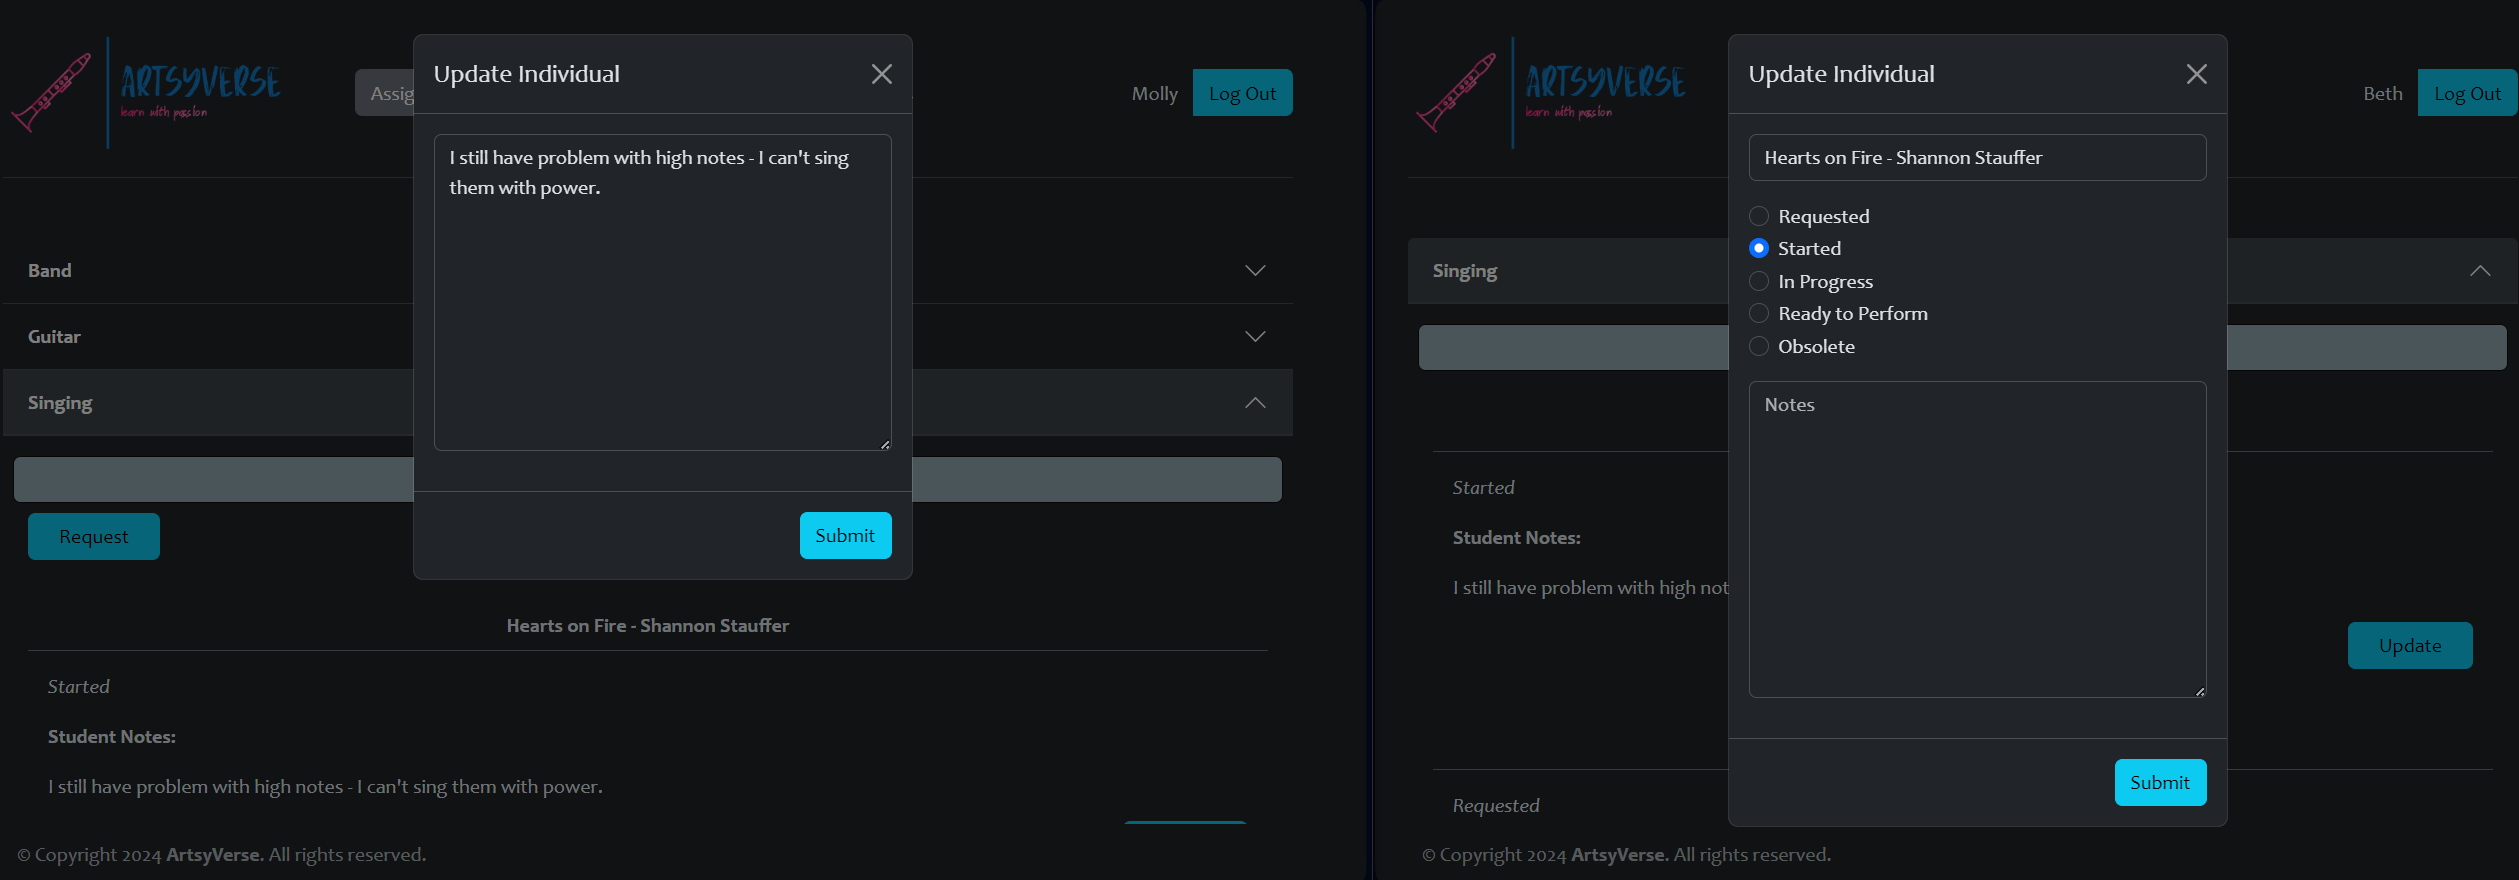 ARTSYVERSE
learn with passion
Assig
Molly
Log Out
Update Individual
I still have problem with high notes - I can't sing
them with power.
Submit
Band
Guitar
Singing
Request
Hearts on Fire - Shannon Stauffer
Started
Student Notes:
I still have problem with high notes - I can't sing them with power.
© Copyright 2024 ArtsyVerse. All rights reserved.
ARTSYVERSE
learn with passion
Beth
Log Out
Update Individual
Hearts on Fire - Shannon Stauffer
Requested
Started
In Progress
Ready to Perform
Obsolete
Notes
Submit
Singing
Started
Student Notes:
I still have problem with high not
Update
Requested
© Copyright 2024 ArtsyVerse. All rights reserved.